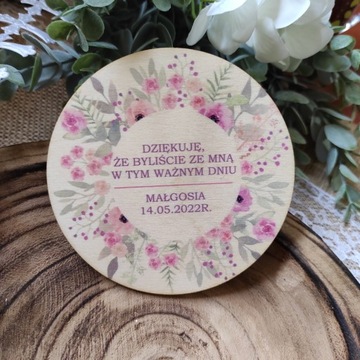 DZIĘKUJĘ,
ŻE BYLIŚCIE ZE MNĄ
W TYM WAŻNYM DNIU
MAŁGOSIA
14.05.2022R.